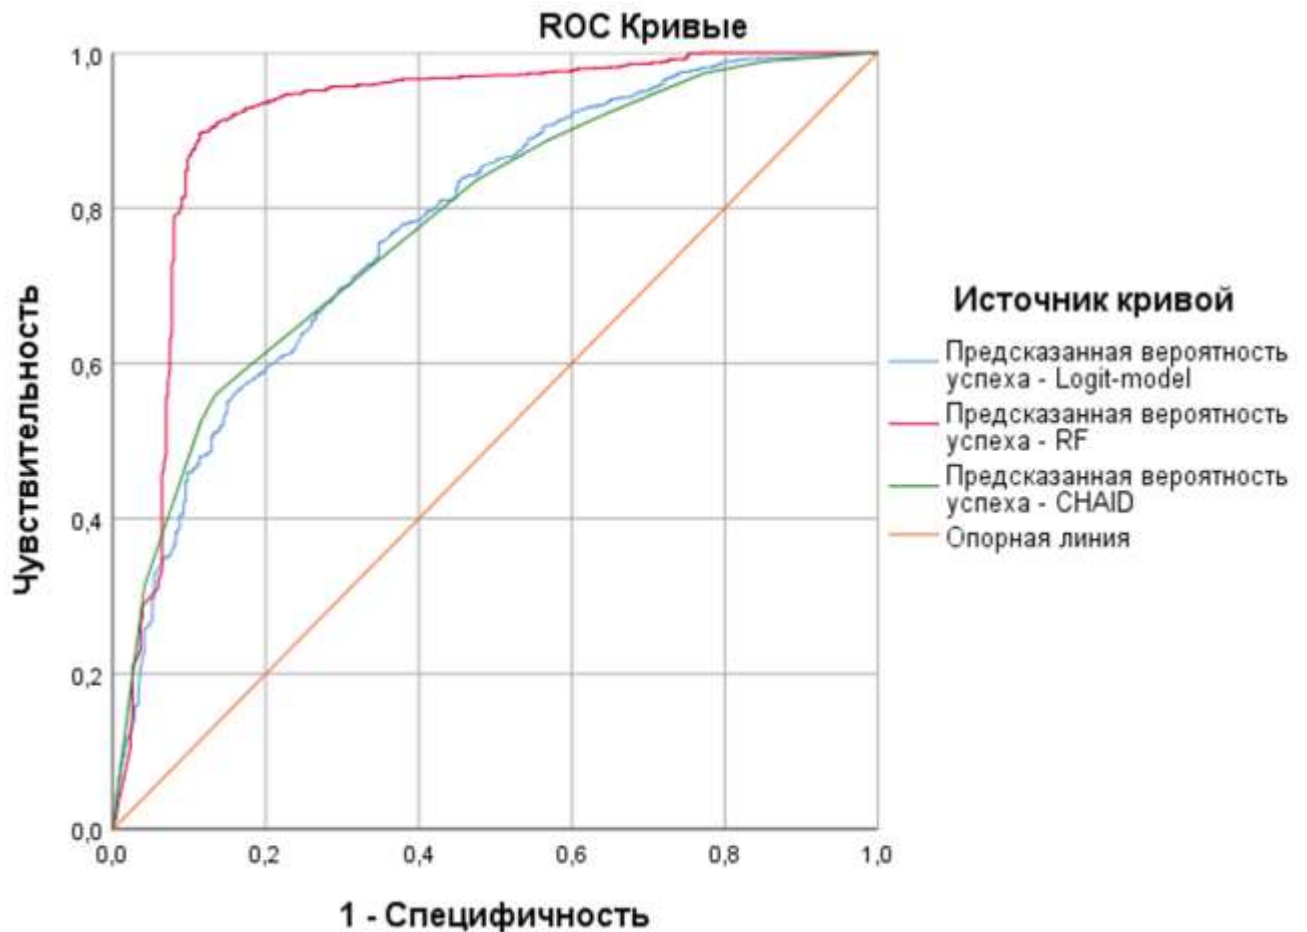 ROC Кривые
1,0
0,8
0,6
0,4
0,2
0,0
Чувствительность
0,0
0,2
0,4
0,6
0,8
1,0
1 - Специфичность
Источник кривой
Предсказанная вероятность
успеха - Logit-model
Предсказанная вероятность
успеха - RF
Предсказанная вероятность
успеха - CHAID
Опорная линия